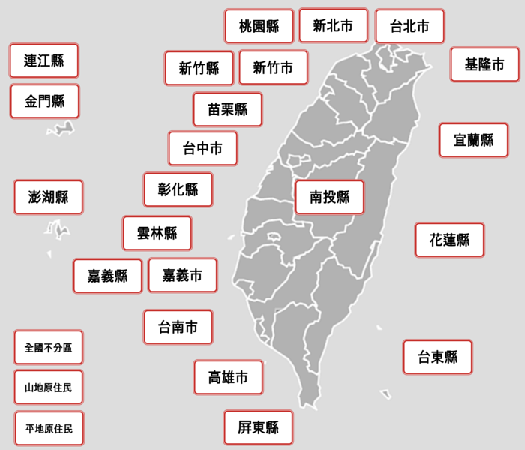 桃園縣
新北市
台北市
連江縣
新竹縣
新竹市
基隆市
金門縣
苗栗縣
宜蘭縣
台中市
澎湖縣
彰化縣
南投縣
雲林縣
花蓮縣
嘉義縣
嘉義市
台南市
全國不分區
台東縣
山地原住民
高雄市
平地原住民
屏東縣